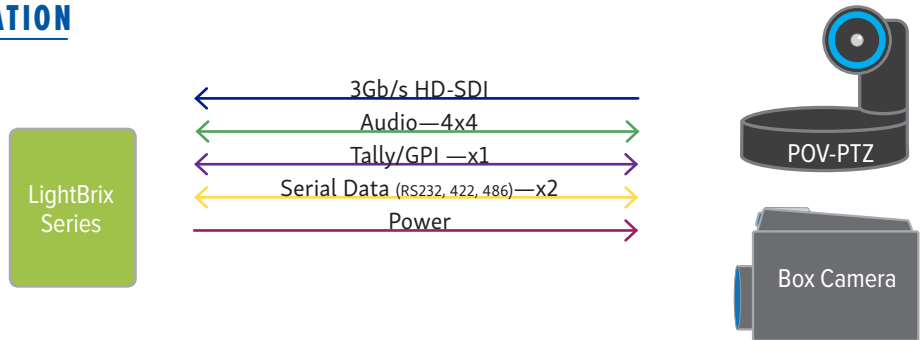 ATION
3Gb/s HD-SDI
Audio—4x4
Tally/GPI —x1
Serial Data (RS232, 422, 486)—x2
Power
LightBrix
Series
POV-PTZ
Box Camera